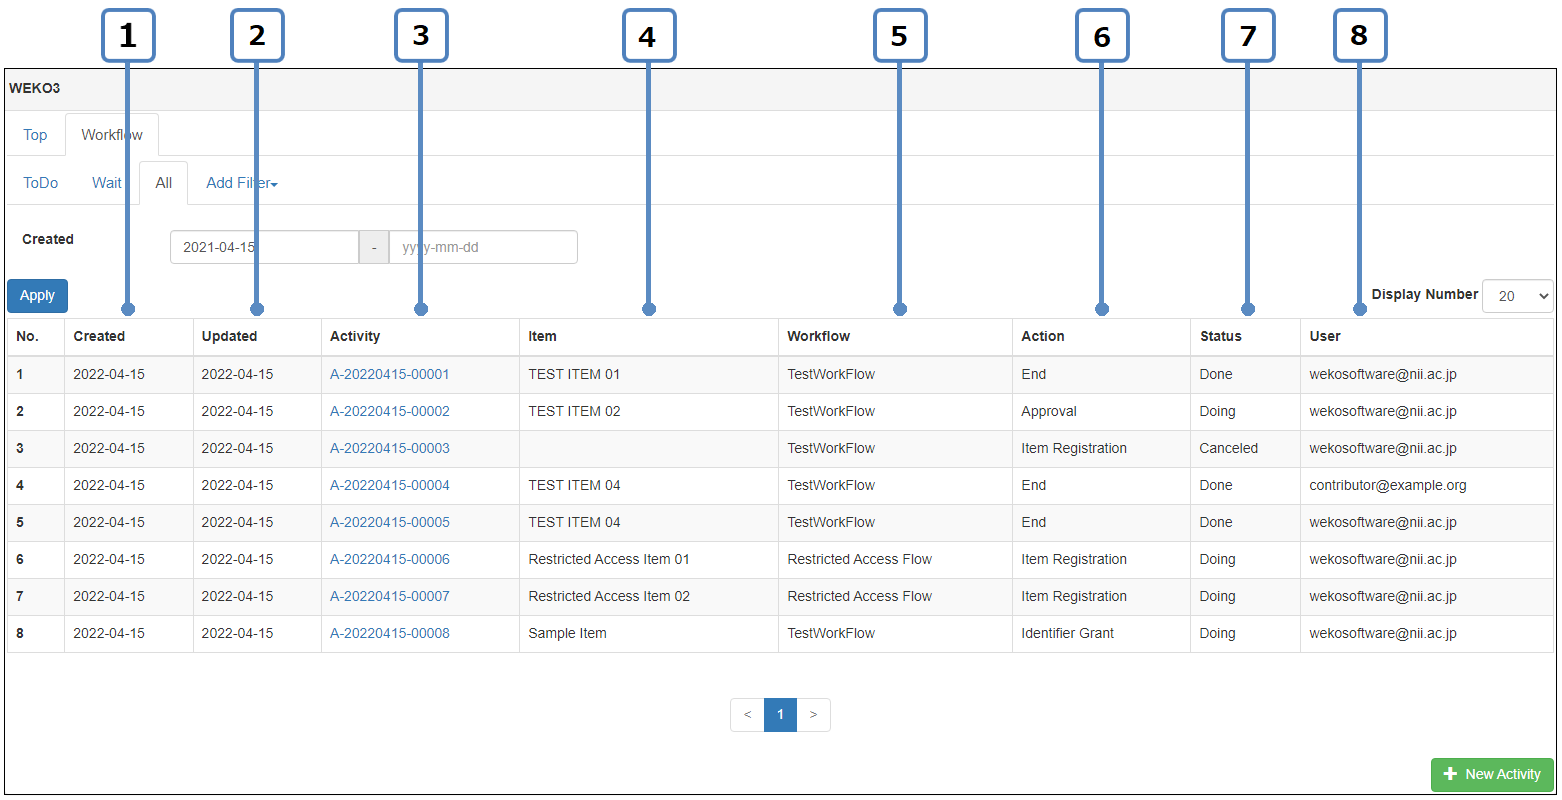 1 2 3 4 5 6 7 8
WEKO3
Top Workflow
ToDo Wait All Add Filter
Created 2021-04-15 - yyyy-mm-dd
Apply Display Number 20
No. Created Updated Activity Item Workflow Action Status User
1 2022-04-15 2022-04-15 A-20220415-00001 TEST ITEM 01 TestWorkFlow End Done wekosoftware@nii.ac.jp
2 2022-04-15 2022-04-15 A-20220415-00002 TEST ITEM 02 TestWorkFlow Approval Doing wekosoftware@nii.ac.jp
3 2022-04-15 2022-04-15 A-20220415-00003 TestWorkFlow Item Registration Canceled wekosoftware@nii.ac.jp
4 2022-04-15 2022-04-15 A-20220415-00004 TEST ITEM 04 TestWorkFlow End Done contributor@example.org
5 2022-04-15 2022-04-15 A-20220415-00005 TEST ITEM 04 TestWorkFlow End Done wekosoftware@nii.ac.jp
6 2022-04-15 2022-04-15 A-20220415-00006 Restricted Access Item 01 Restricted Access Flow Item Registration Doing wekosoftware@nii.ac.jp
7 2022-04-15 2022-04-15 A-20220415-00007 Restricted Access Item 02 Restricted Access Flow Item Registration Doing wekosoftware@nii.ac.jp
8 2022-04-15 2022-04-15 A-20220415-00008 Sample Item TestWorkFlow Identifier Grant Doing wekosoftware@nii.ac.jp
< 1 >
+ New Activity